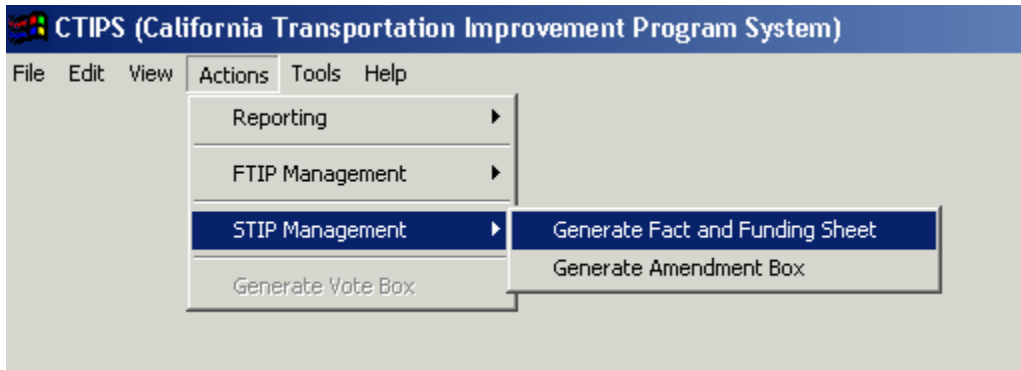 CTIPS (California Transportation Improvement Program System)
File Edit View Actions Tools Help
Reporting
FTIP Management
STIP Management
Generate Fact and Funding Sheet
Generate Amendment Box
Generate Vote Box